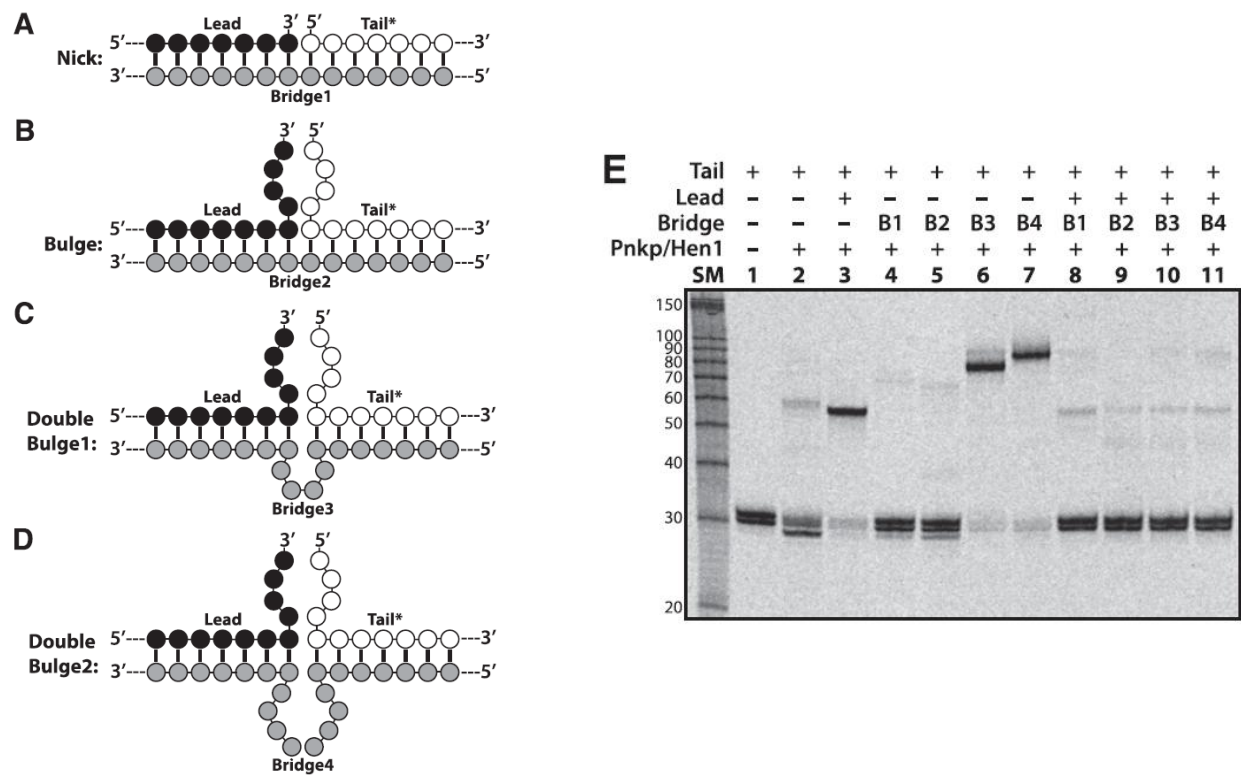 A
Lead 3′ 5′ Tail*
5′--- ---3′
Nick:
3′--- ---5′
Bridge1
B
3′ 5′
Lead Tail*
5′--- ---3′
Bulge:
3′--- ---5′
Bridge2
C
3′ 5′
Lead Tail*
5′--- ---3′
Double
Bulge1:
3′--- ---5′
Bridge3
D
3′ 5′
Lead Tail*
5′--- ---3′
Double
Bulge2:
3′--- ---5′
Bridge4
E
Tail + + + + + + + + + + +
Lead – – + – – – – + + + +
Bridge – – – B1 B2 B3 B4 B1 B2 B3 B4
Pnkp/Hen1 – + + + + + + + + + +
SM 1 2 3 4 5 6 7 8 9 10 11
150
100
90
80
70
60
50
40
30
20